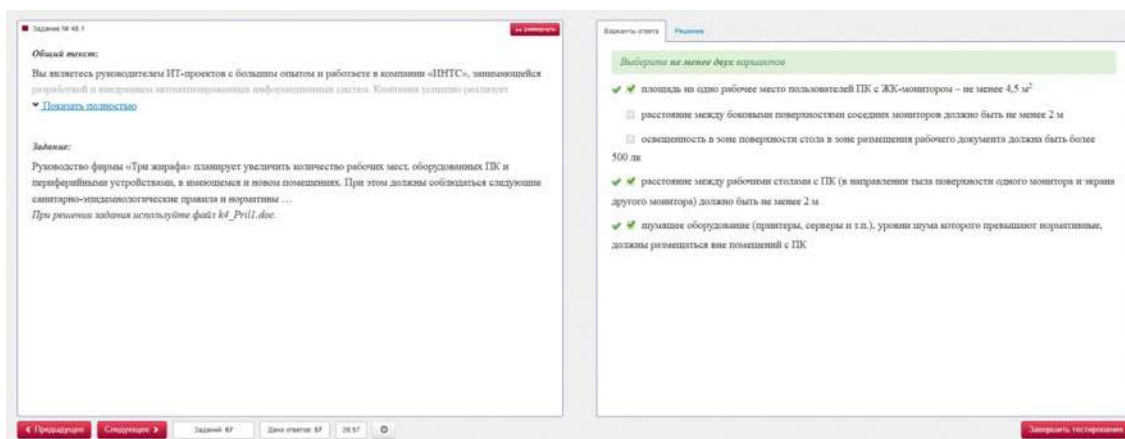 Задание № 48.1
развернуть
Общий текст:
Вы являетесь руководителем ИТ-проектов с большим опытом и работаете в компании «ИНТС», занимающейся
разработкой и внедрением автоматизированных информационных систем. Компания успешно реализует
Показать полностью
Задание:
Руководство фирмы «Три жирафа» планирует увеличить количество рабочих мест, оборудованных ПК и
периферийными устройствами, в имеющемся и новом помещениях. При этом должны соблюдаться следующие
санитарно-эпидемиологические правила и нормативы …
При решении задания используйте файл k4_Pril1.doc.
Варианты ответа
Решение
Выберите не менее двух вариантов
площадь на одно рабочее место пользователей ПК с ЖК-монитором – не менее 4,5 м²
расстояние между боковыми поверхностями соседних мониторов должно быть не менее 2 м
освещенность в зоне поверхности стола в зоне размещения рабочего документа должна быть более
500 лк
расстояние между рабочими столами с ПК (в направлении тыла поверхности одного монитора и экрана
другого монитора) должно быть не менее 2 м
шумящее оборудование (принтеры, серверы и т.п.), уровни шума которого превышают нормативные,
должны размещаться вне помещений с ПК
Предыдущее
Следующее
Заданий: 67
Дано ответов: 57
26:57
Завершить тестирование